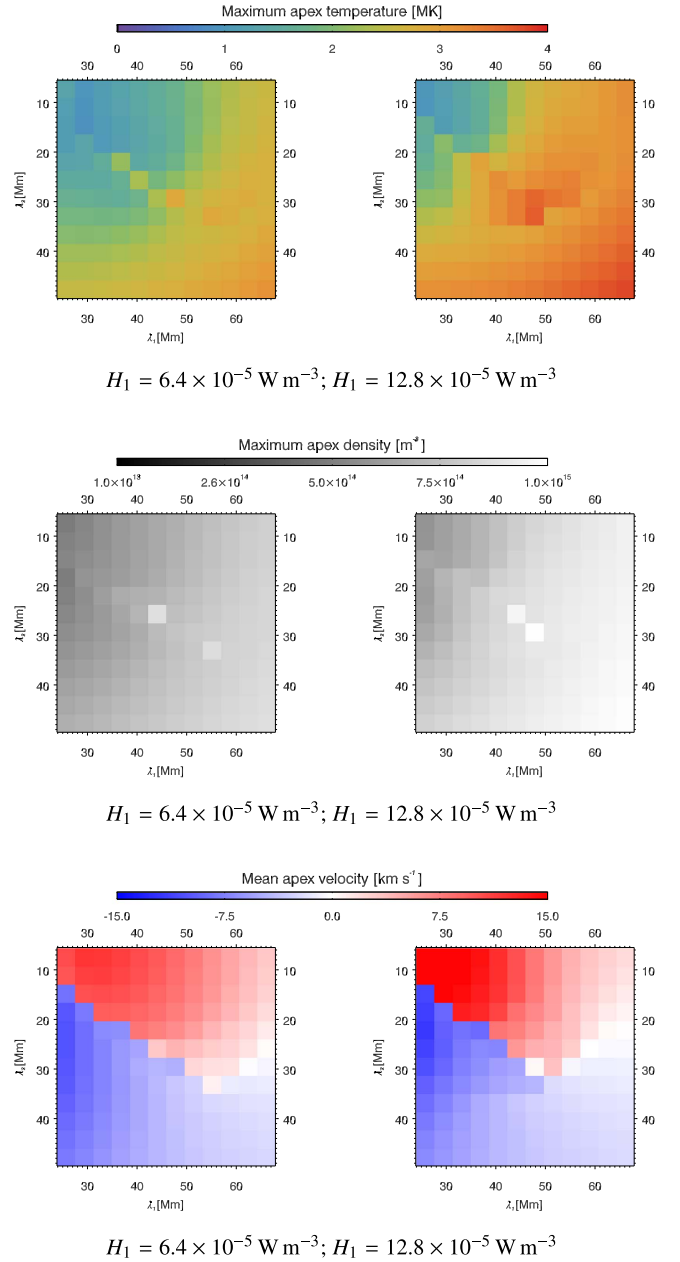 Maximum apex temperature [MK]
0 1 2 3 4
30 40 50 60 30 40 50 60
10 10 10 10
20 20 20 20
λ₂[Mm] λ₂[Mm]
30 30 30 30
40 40 40 40
30 40 50 60 30 40 50 60
λ₁[Mm] λ₁[Mm]
H₁ = 6.4 × 10⁻⁵ W m⁻³; H₁ = 12.8 × 10⁻⁵ W m⁻³
Maximum apex density [m⁻³]
1.0×10¹³ 2.6×10¹⁴ 5.0×10¹⁴ 7.5×10¹⁴ 1.0×10¹⁵
30 40 50 60 30 40 50 60
10 10 10 10
20 20 20 20
λ₂[Mm] λ₂[Mm]
30 30 30 30
40 40 40 40
30 40 50 60 30 40 50 60
λ₁[Mm] λ₁[Mm]
H₁ = 6.4 × 10⁻⁵ W m⁻³; H₁ = 12.8 × 10⁻⁵ W m⁻³
Mean apex velocity [km s⁻¹]
-15.0 -7.5 0.0 7.5 15.0
30 40 50 60 30 40 50 60
10 10 10 10
20 20 20 20
λ₂[Mm] λ₂[Mm]
30 30 30 30
40 40 40 40
30 40 50 60 30 40 50 60
λ₁[Mm] λ₁[Mm]
H₁ = 6.4 × 10⁻⁵ W m⁻³; H₁ = 12.8 × 10⁻⁵ W m⁻³